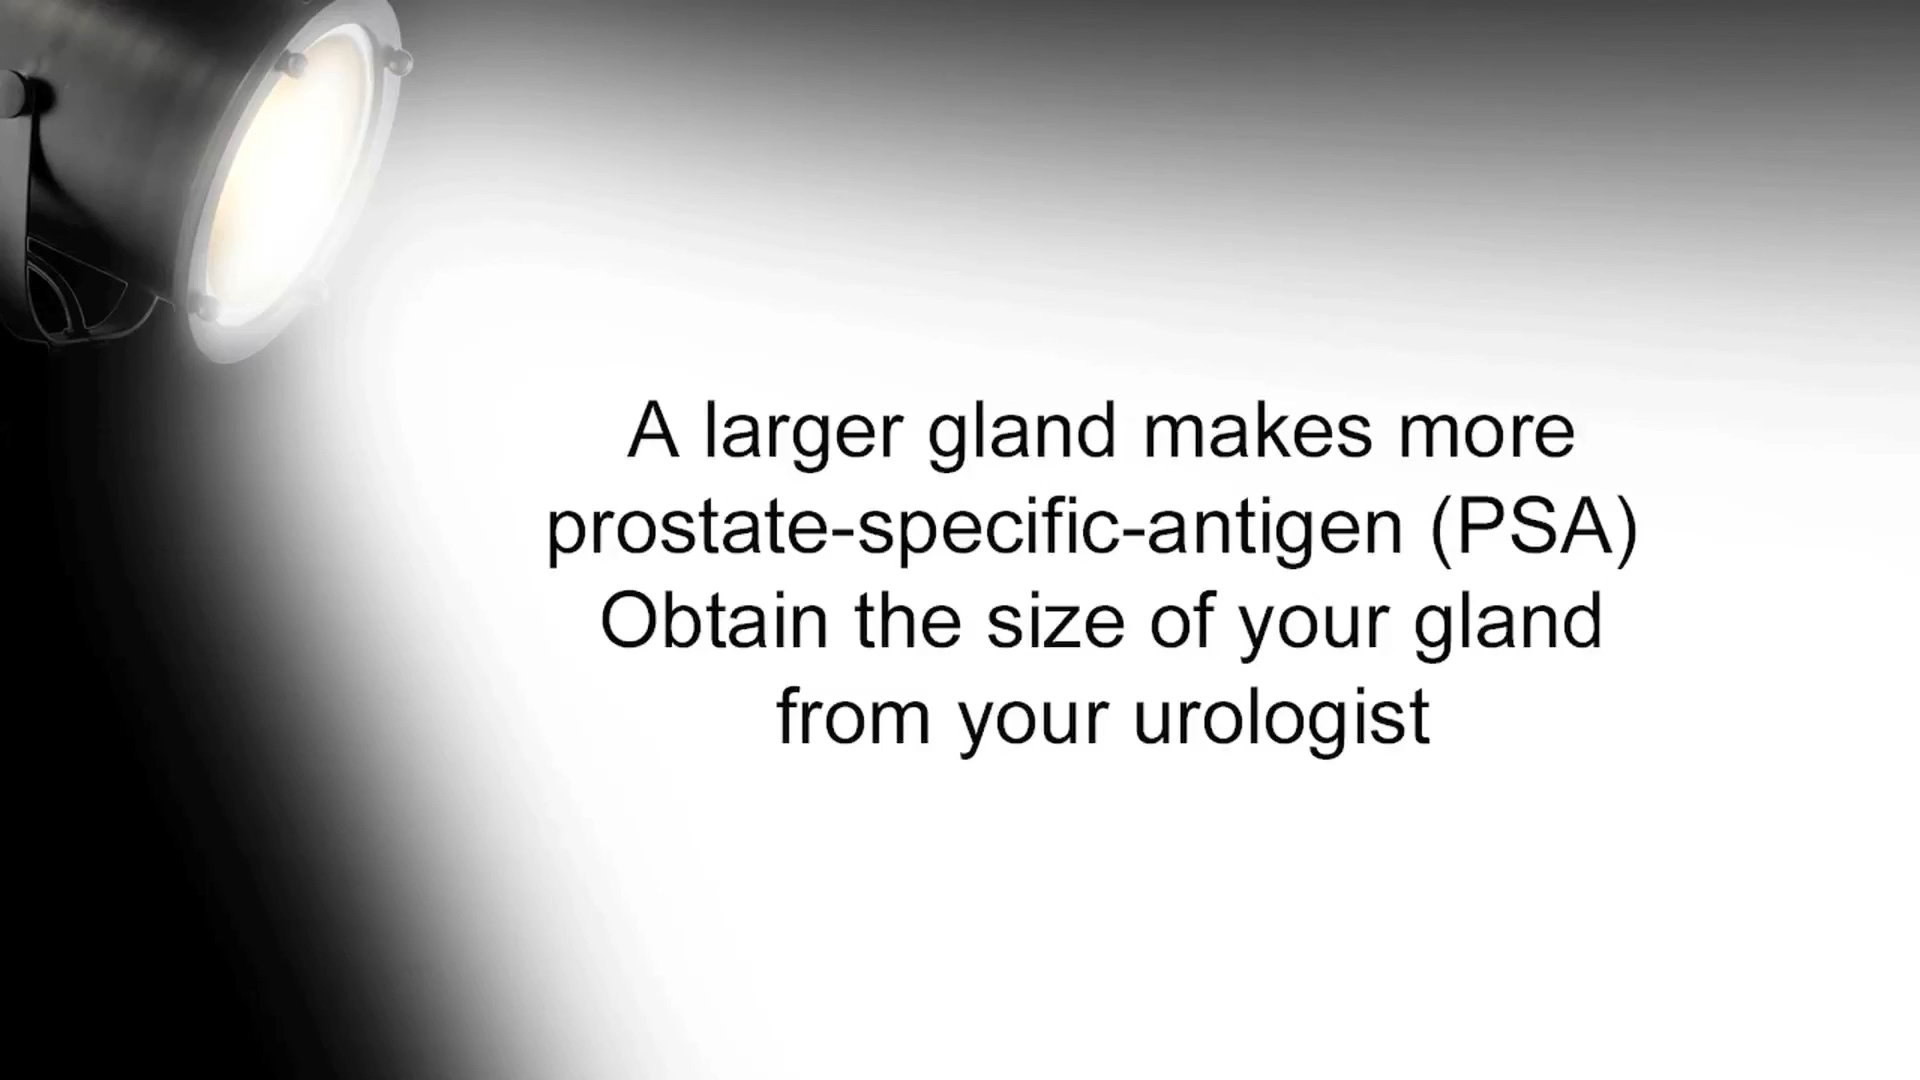 A larger gland makes more
prostate-specific-antigen (PSA)
Obtain the size of your gland
from your urologist